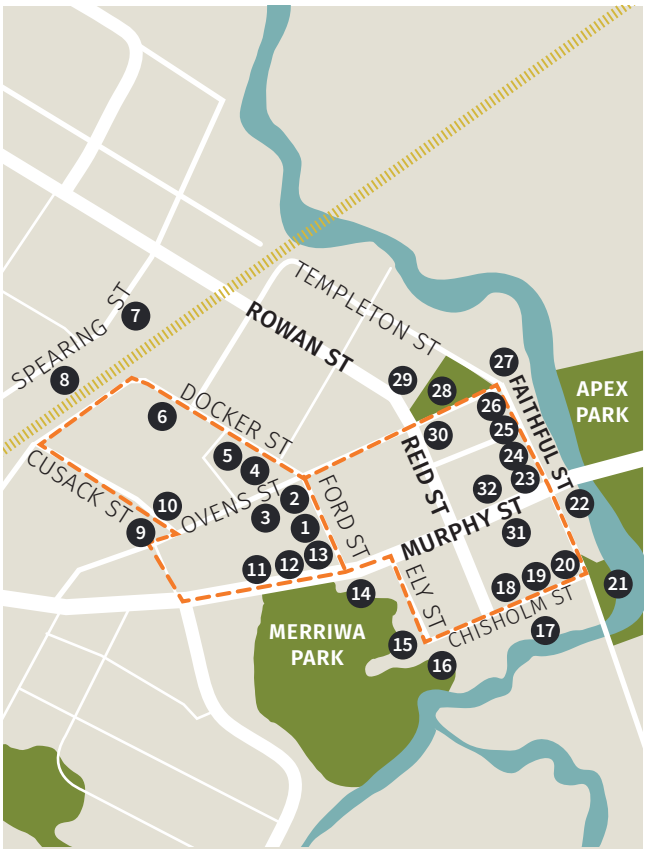 TEMPLETON ST
ROWAN ST
29
28
27
FAITHFUL ST
APEX
PARK
SPEARING ST
7
8
6
DOCKER ST
26
25
24
23
22
30
REID ST
32
31
MURPHY ST
5
4
CUSACK ST
10
9
OVENS ST
2
3
1
FORD ST
13
12
11
14
ELY ST
MERRIWA
PARK
15
16
CHISHOLM ST
18
19
20
21
17